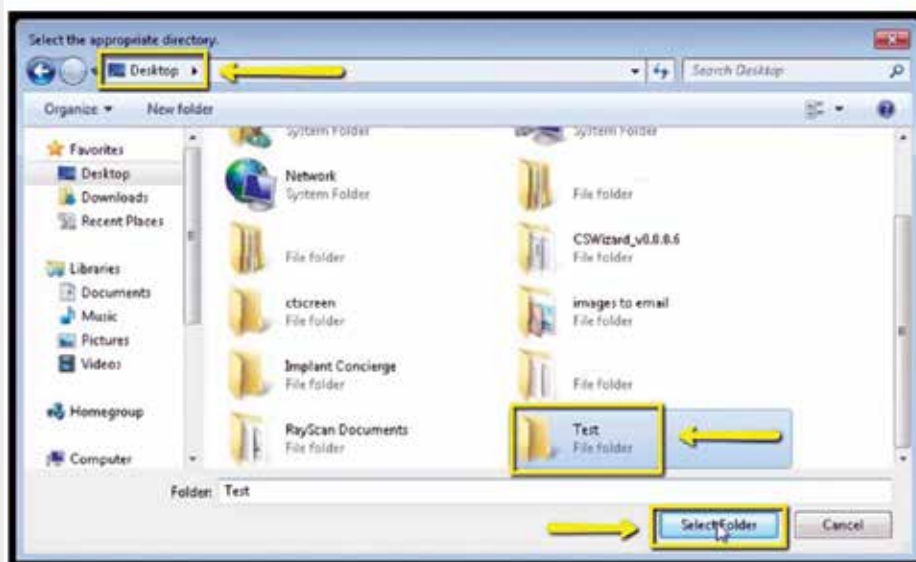 Select the appropriate directory.
Desktop
Search Desktop
Organize
New folder
Favorites
Desktop
Downloads
Recent Places
Libraries
Documents
Music
Pictures
Videos
Homegroup
Computer
System Folder
System Folder
Network
System Folder
File folder
File folder
CSWizard_v0.0.0.6
File folder
ctscreen
File folder
images to email
File folder
Implant Concierge
File folder
File folder
RayScan Documents
File folder
Test
File folder
Folder: Test
Select Folder
Cancel